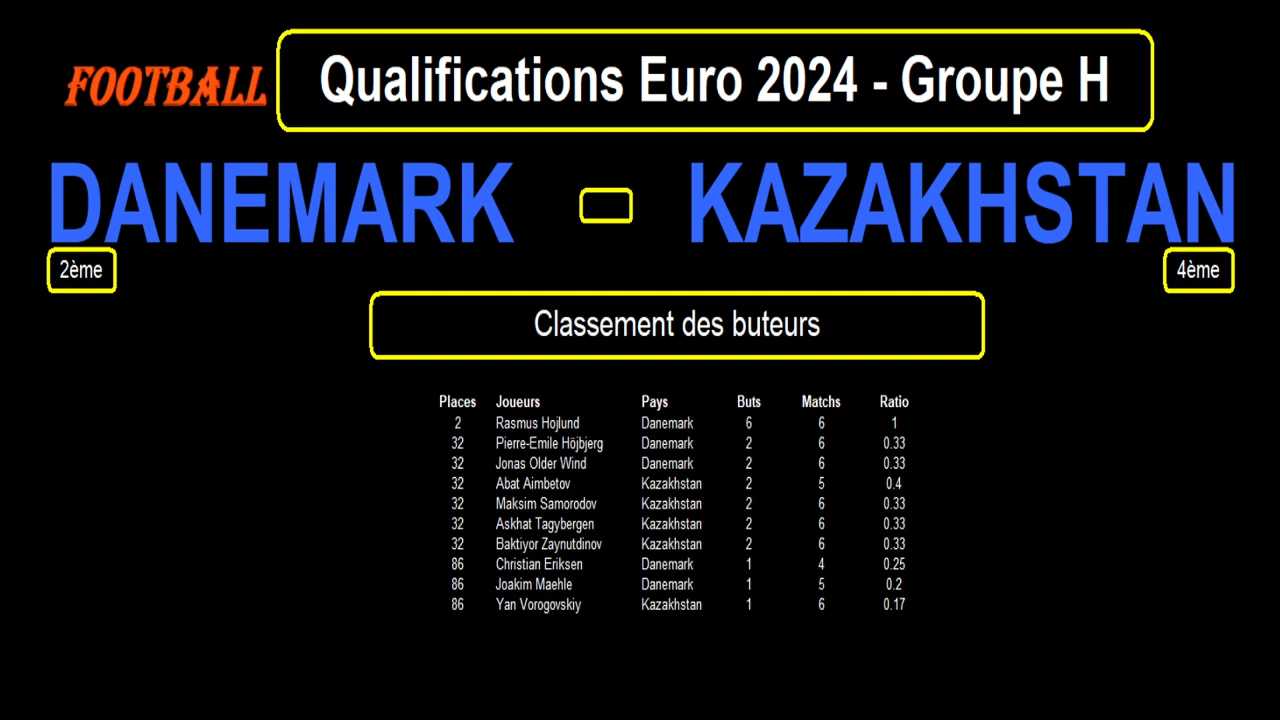 FOOTBALL
Qualifications Euro 2024 - Groupe H
DANEMARK KAZAKHSTAN
2ème 4ème
Classement des buteurs
Places Joueurs Pays Buts Matchs Ratio
2 Rasmus Hojlund Danemark 6 6 1
32 Pierre-Emile Höjbjerg Danemark 2 6 0.33
32 Jonas Older Wind Danemark 2 6 0.33
32 Abat Aimbetov Kazakhstan 2 5 0.4
32 Maksim Samorodov Kazakhstan 2 6 0.33
32 Askhat Tagybergen Kazakhstan 2 6 0.33
32 Baktiyor Zaynutdinov Kazakhstan 2 6 0.33
86 Christian Eriksen Danemark 1 4 0.25
86 Joakim Maehle Danemark 1 5 0.2
86 Yan Vorogovskiy Kazakhstan 1 6 0.17